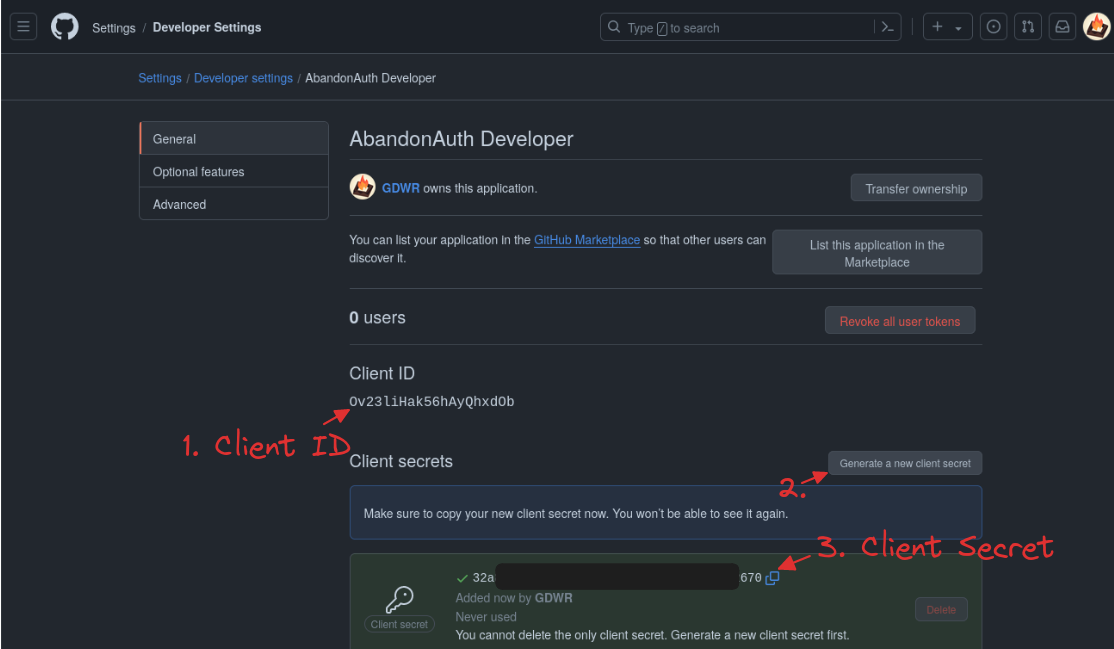 Settings / Developer Settings
Type / to search
Settings / Developer settings / AbandonAuth Developer
General
Optional features
Advanced
AbandonAuth Developer
GDWR owns this application.
Transfer ownership
You can list your application in the GitHub Marketplace so that other users can
discover it.
List this application in the
Marketplace
0 users
Revoke all user tokens
Client ID
Ov23liHak56hAyQhxdOb
1. Client ID
Client secrets
Generate a new client secret
2.
Make sure to copy your new client secret now. You won't be able to see it again.
3. Client Secret
32a
670
Added now by GDWR
Never used
Client secret
Delete
You cannot delete the only client secret. Generate a new client secret first.